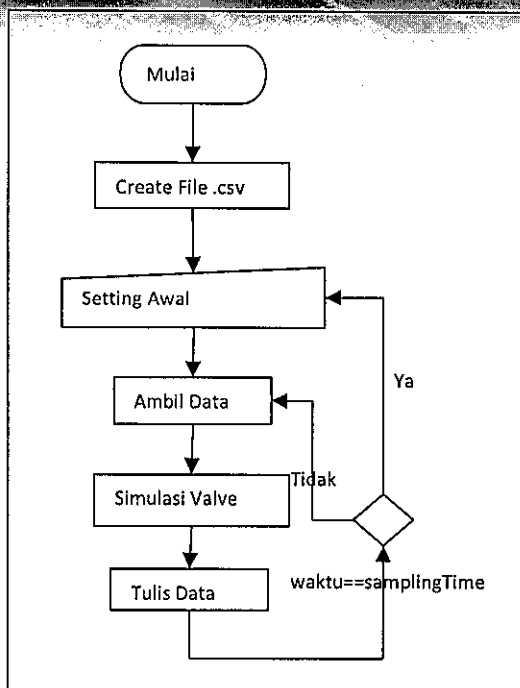 Mulai
Create File .csv
Setting Awal
Ambil Data
Ya
Simulasi Valve
Tidak
Tulis Data
waktu==samplingTime